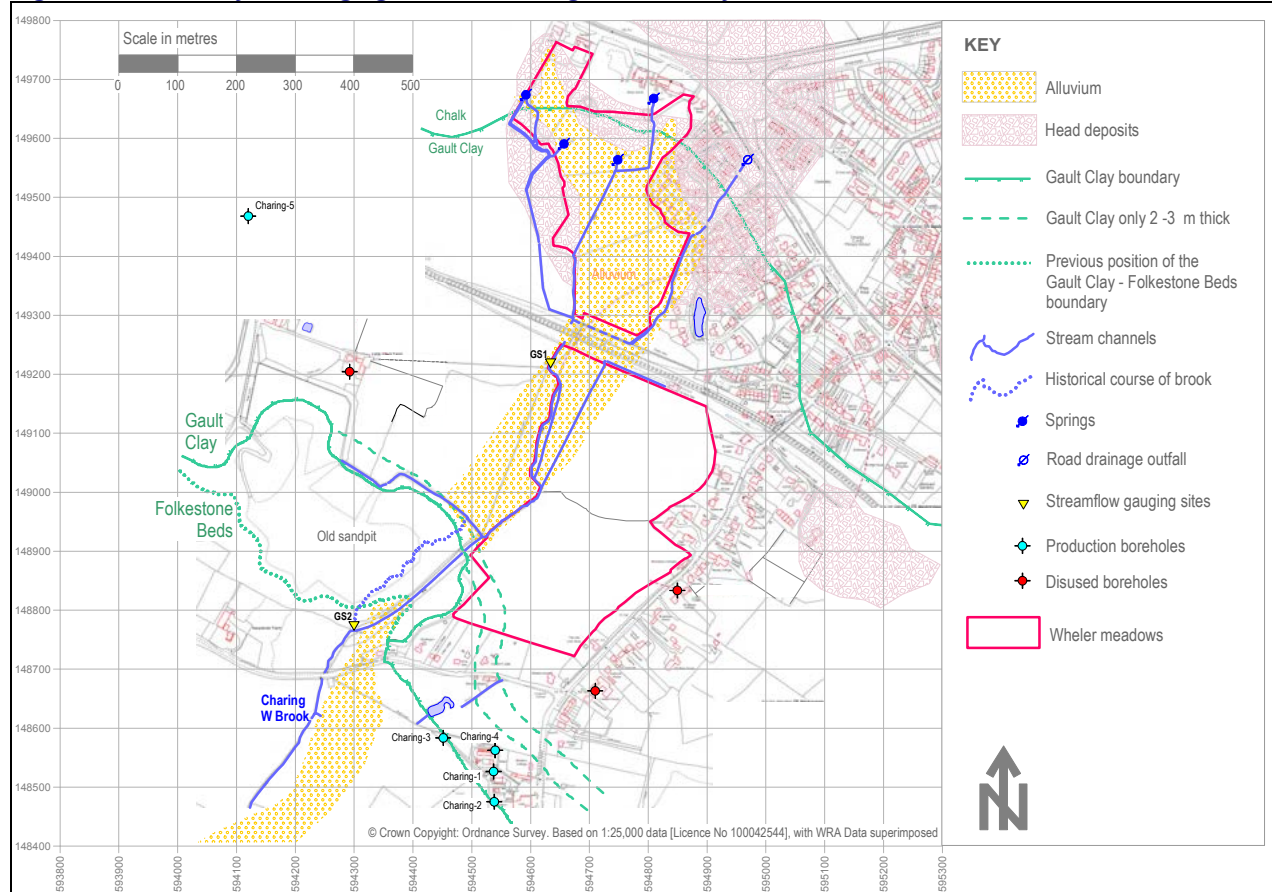 Scale in metres
0 100 200 300 400 500
149800
149700
149600
149500
149400
149300
149200
149100
149000
148900
148800
148700
148600
148500
148400
593800
593900
594000
594100
594200
594300
594400
594500
594600
594700
594800
594900
595000
595100
595200
595300
Chalk
Gault Clay
Charing-5
Alluvium
GS1
Gault
Clay
Folkestone
Beds
Old sandpit
GS2
Charing
W Brook
Charing-3
Charing-4
Charing-1
Charing-2
© Crown Copyight: Ordnance Survey. Based on 1:25,000 data [Licence No 100042544], with WRA Data superimposed
KEY
Alluvium
Head deposits
Gault Clay boundary
Gault Clay only 2 -3 m thick
Previous position of the
Gault Clay - Folkestone Beds
boundary
Stream channels
Historical course of brook
Springs
Road drainage outfall
Streamflow gauging sites
Production boreholes
Disused boreholes
Wheler meadows
N